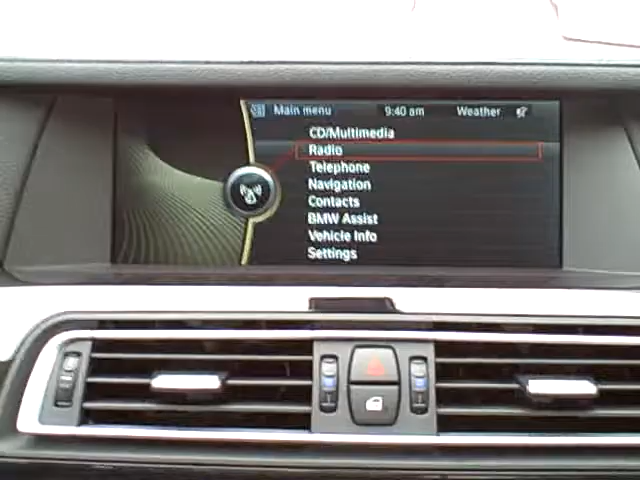 Main menu 9:40 am Weather
CD/Multimedia
Radio
Telephone
Navigation
Contacts
BMW Assist
Vehicle Info
Settings